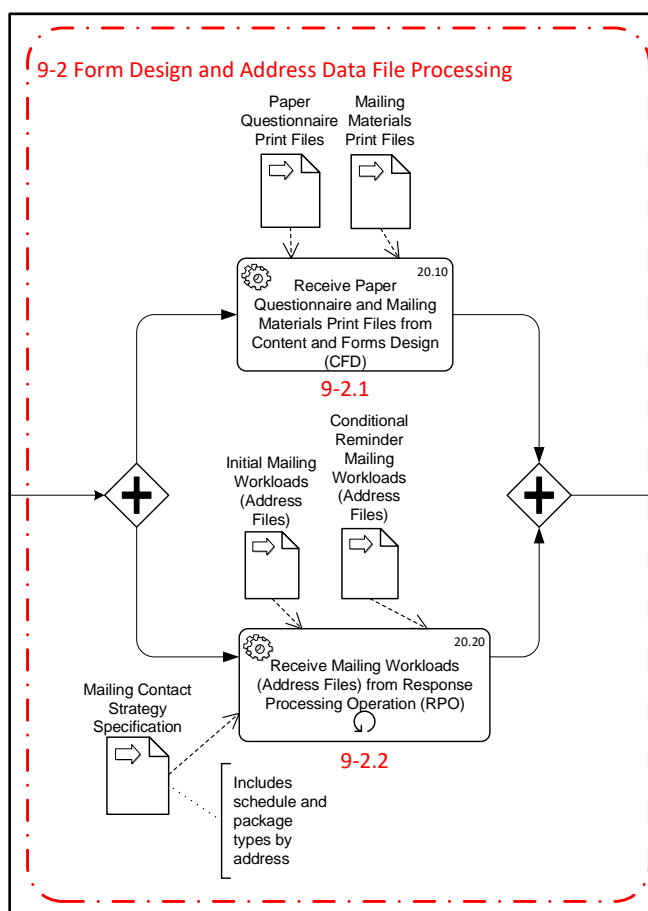 9-2 Form Design and Address Data File Processing
Paper
Questionnaire
Print Files
Mailing
Materials
Print Files
20.10
Receive Paper
Questionnaire and Mailing
Materials Print Files from
Content and Forms Design
(CFD)
9-2.1
Initial Mailing
Workloads
(Address
Files)
Conditional
Reminder
Mailing
Workloads
(Address
Files)
20.20
Receive Mailing Workloads
(Address Files) from Response
Processing Operation (RPO)
9-2.2
Mailing Contact
Strategy
Specification
Includes
schedule and
package
types by
address